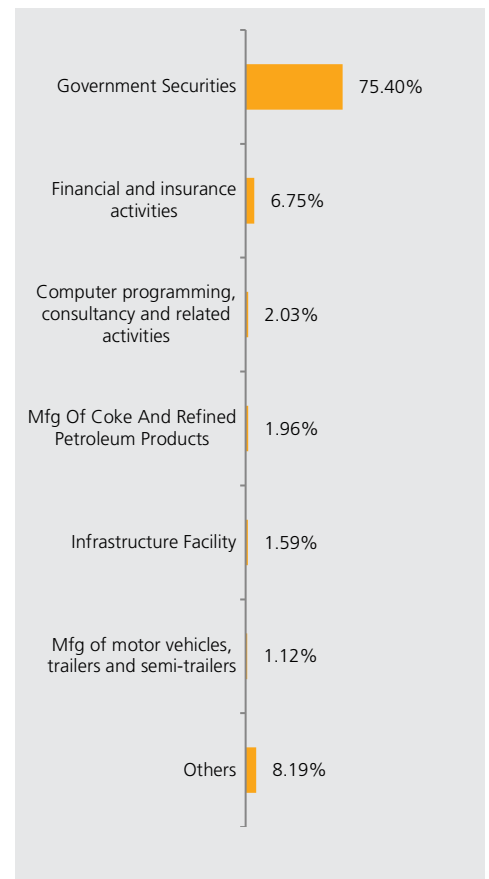 Government Securities 75.40%
Financial and insurance
activities 6.75%
Computer programming,
consultancy and related
activities 2.03%
Mfg Of Coke And Refined
Petroleum Products 1.96%
Infrastructure Facility 1.59%
Mfg of motor vehicles,
trailers and semi-trailers 1.12%
Others 8.19%